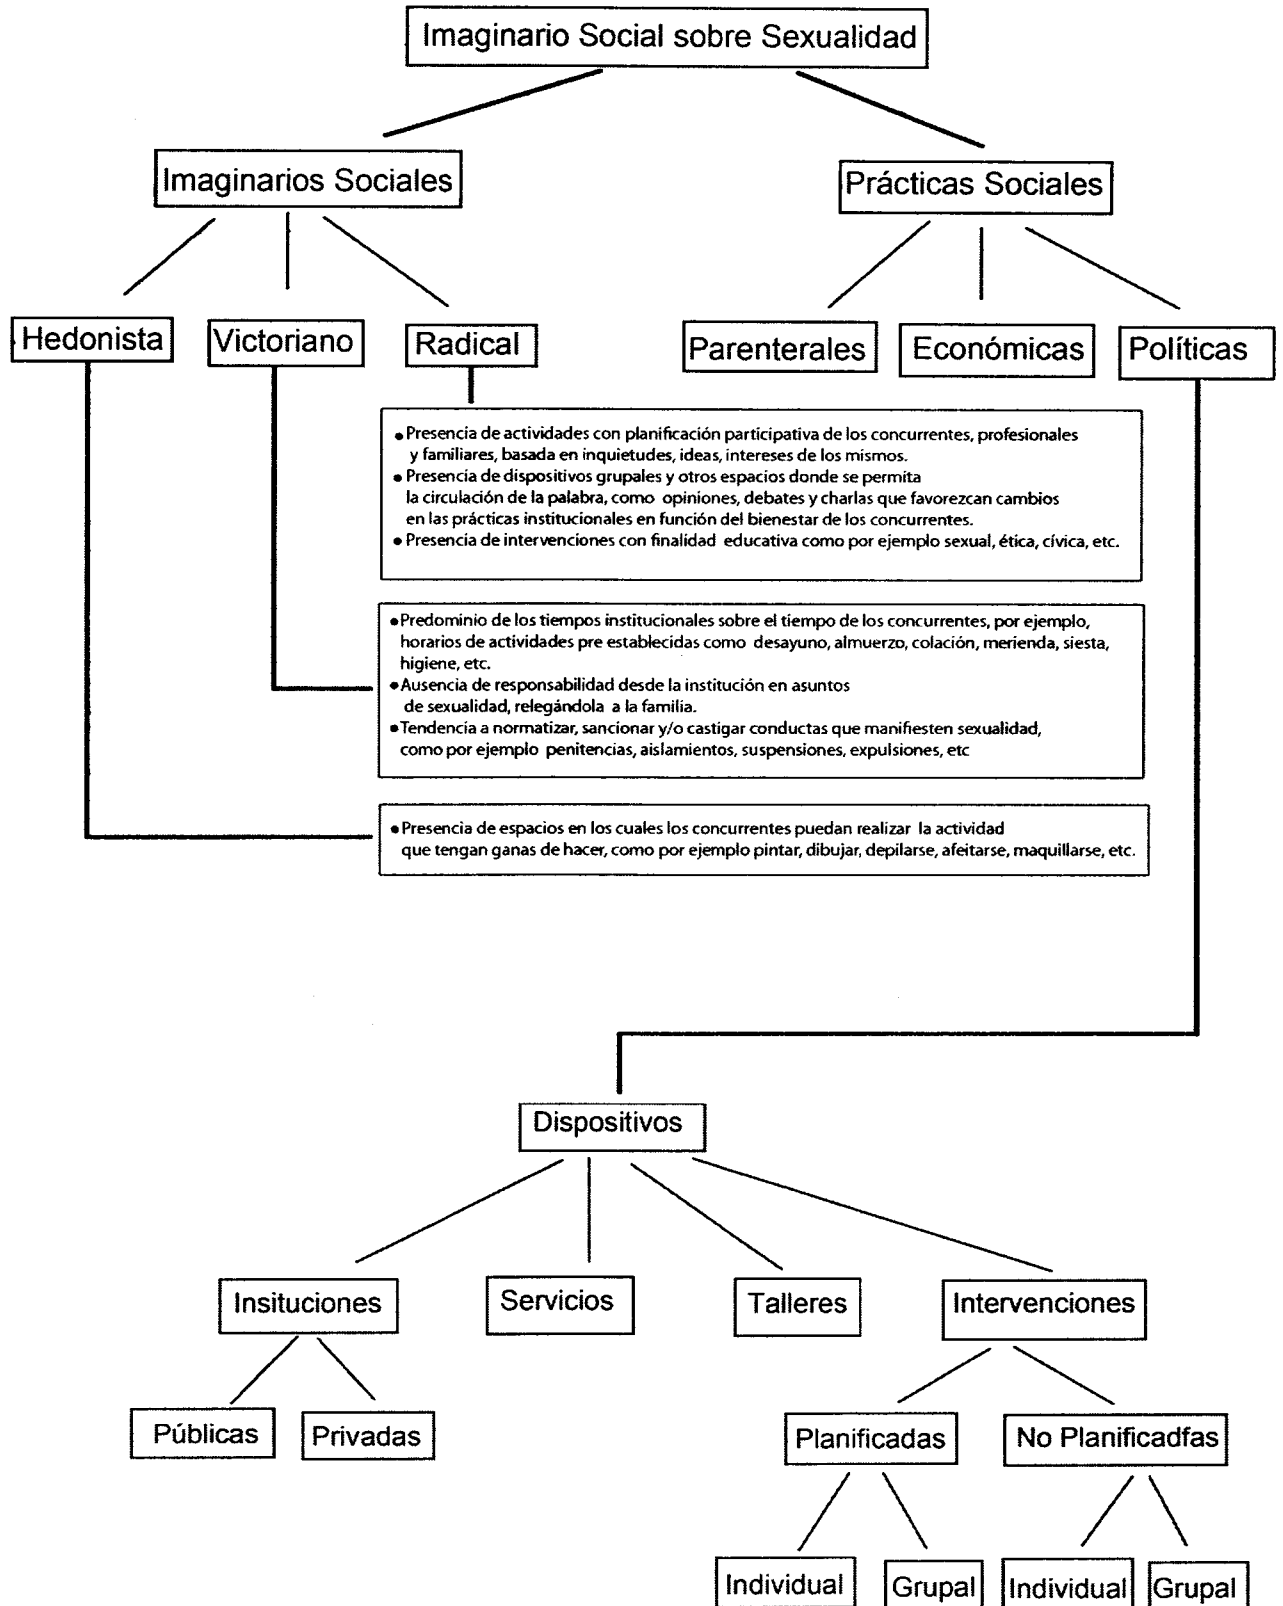 Imaginario Social sobre Sexualidad
Imaginarios Sociales
Prácticas Sociales
Hedonista
Victoriano
Radical
Parenterales
Económicas
Políticas
• Presencia de actividades con planificación participativa de los concurrentes, profesionales
y familiares, basada en inquietudes, ideas, intereses de los mismos.
• Presencia de dispositivos grupales y otros espacios donde se permita
la circulación de la palabra, como opiniones, debates y charlas que favorezcan cambios
en las prácticas institucionales en función del bienestar de los concurrentes.
• Presencia de intervenciones con finalidad educativa como por ejemplo sexual, ética, cívica, etc.
• Predominio de los tiempos institucionales sobre el tiempo de los concurrentes, por ejemplo,
horarios de actividades pre establecidas como desayuno, almuerzo, colación, merienda, siesta,
higiene, etc.
• Ausencia de responsabilidad desde la institución en asuntos
de sexualidad, relegándola a la familia.
• Tendencia a normatizar, sancionar y/o castigar conductas que manifiesten sexualidad,
como por ejemplo penitencias, aislamientos, suspensiones, expulsiones, etc
• Presencia de espacios en los cuales los concurrentes puedan realizar la actividad
que tengan ganas de hacer, como por ejemplo pintar, dibujar, depilarse, afeitarse, maquillarse, etc.
Dispositivos
Insituciones
Servicios
Talleres
Intervenciones
Públicas
Privadas
Planificadas
No Planificadfas
Individual
Grupal
Individual
Grupal